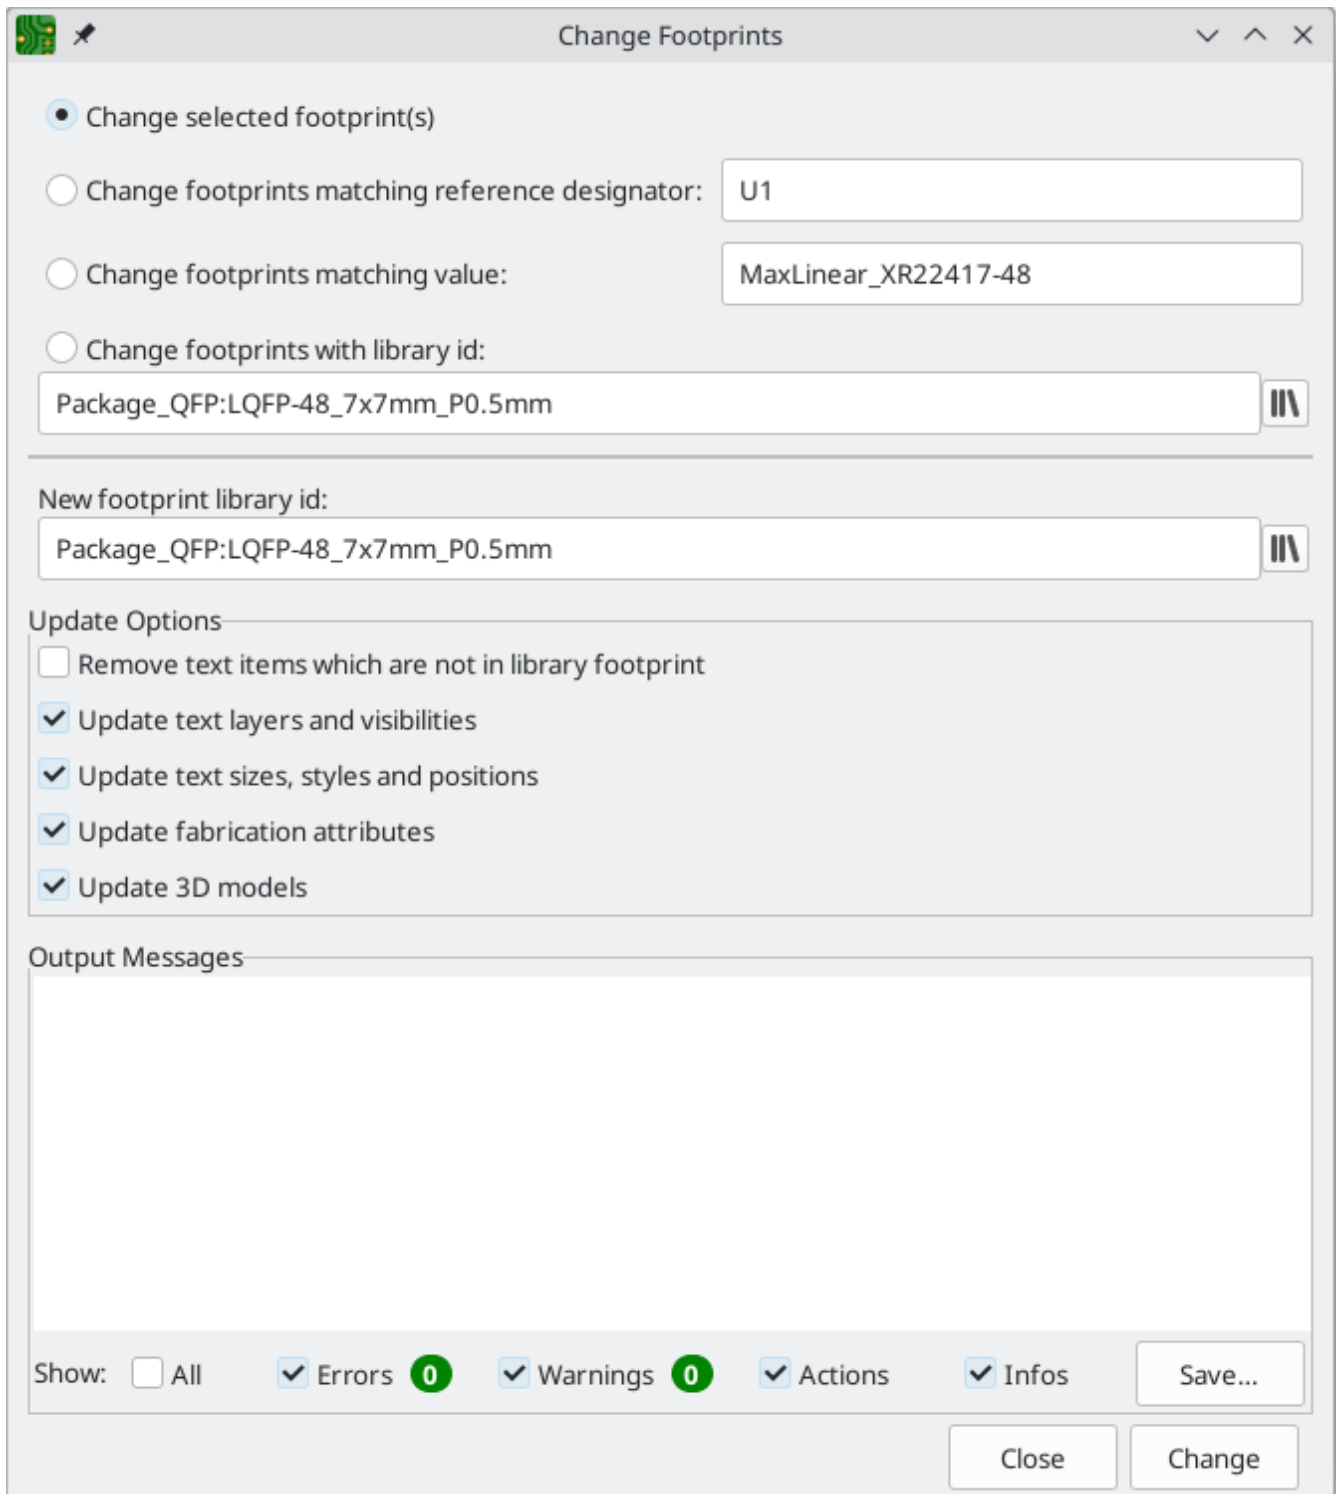 Change Footprints
Change selected footprint(s)
Change footprints matching reference designator: U1
Change footprints matching value: MaxLinear_XR22417-48
Change footprints with library id:
Package_QFP:LQFP-48_7x7mm_P0.5mm
New footprint library id:
Package_QFP:LQFP-48_7x7mm_P0.5mm
Update Options
Remove text items which are not in library footprint
Update text layers and visibilities
Update text sizes, styles and positions
Update fabrication attributes
Update 3D models
Output Messages
Show: All Errors 0 Warnings 0 Actions Infos Save...
Close Change